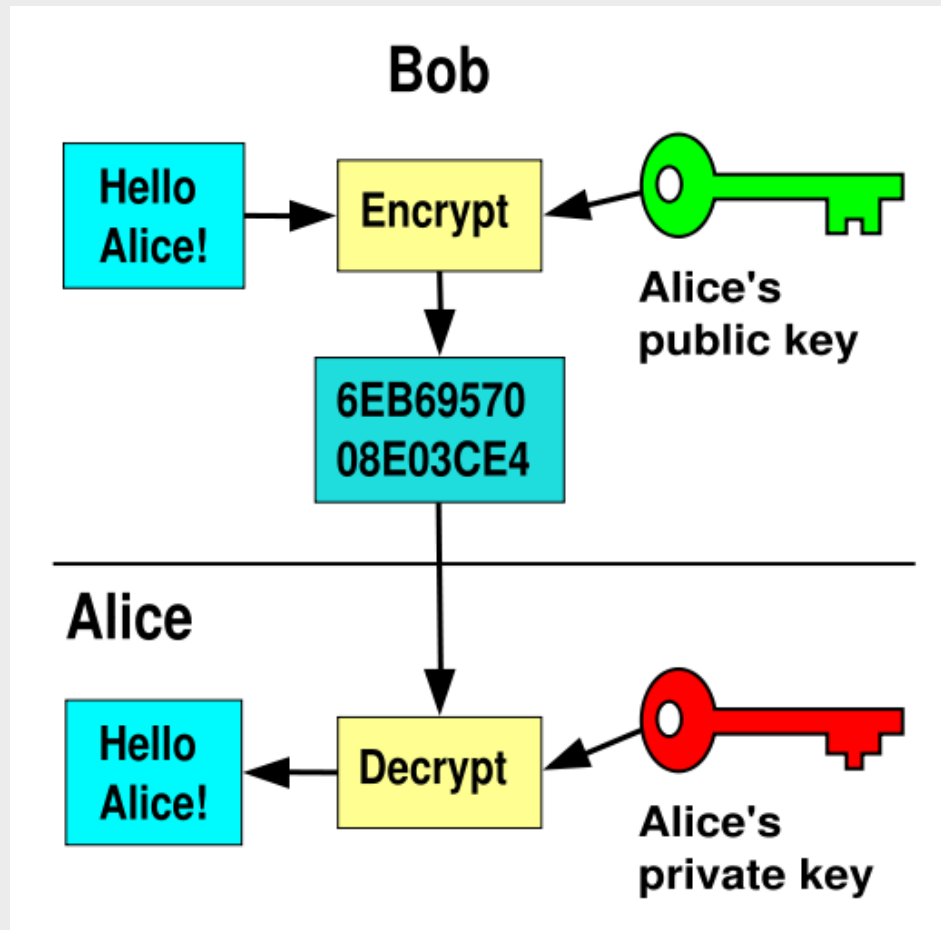 Bob
Hello
Alice!
Encrypt
Alice's
public key
6EB69570
08E03CE4
Alice
Hello
Alice!
Decrypt
Alice's
private key